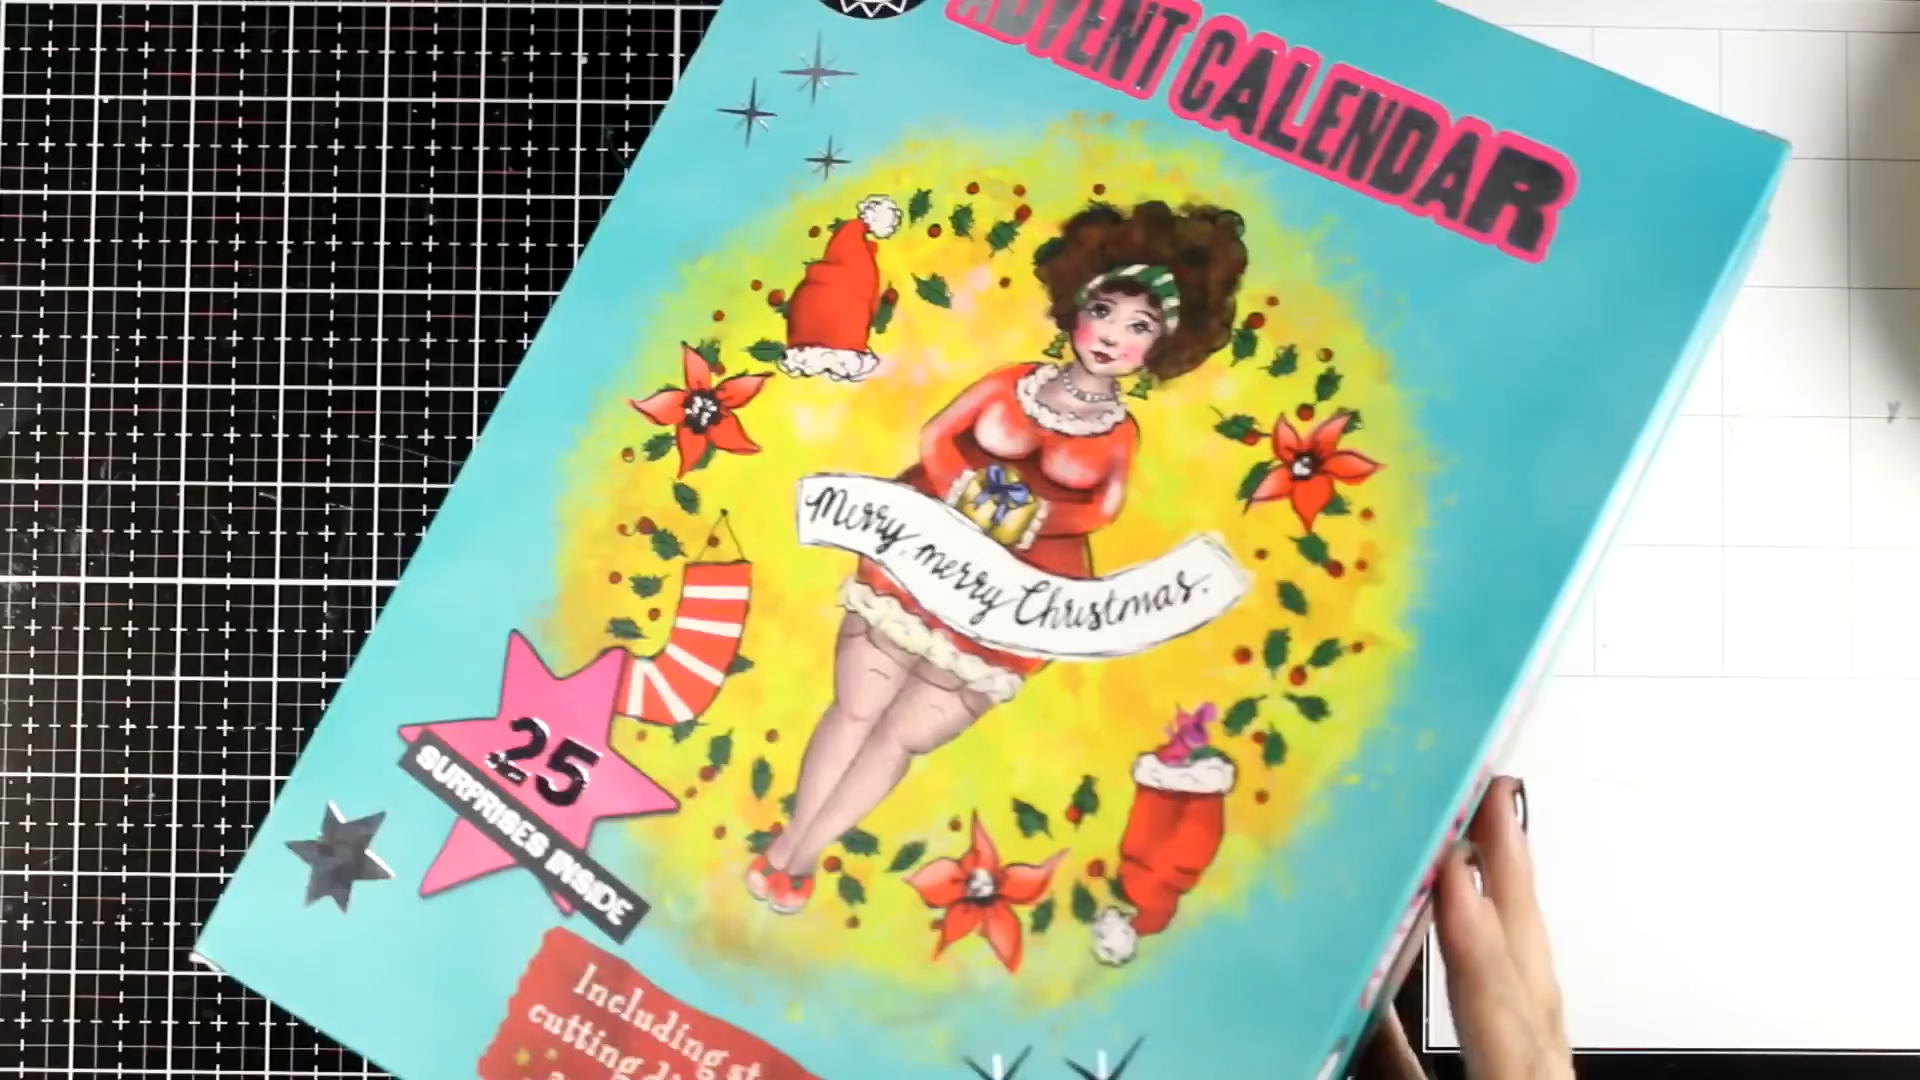 ADVENT CALENDAR
Merry, merry Christmas.
25
SURPRISES INSIDE
Including
cutting